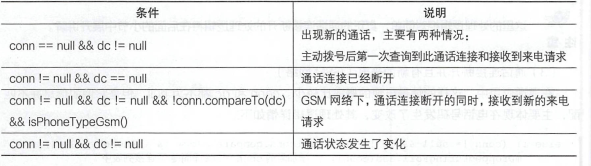 条件
说明
conn == null && dc != null
出现新的通话，主要有两种情况：
主动拨号后第一次查询到此通话连接和接收到来电请求
conn != null && dc == null
通话连接已经断开
conn != null && dc != null && !conn.compareTo(dc)
&& isPhoneTypeGsm()
GSM 网络下，通话连接断开的同时，接收到新的来电
请求
conn != null && dc != null
通话状态发生了变化